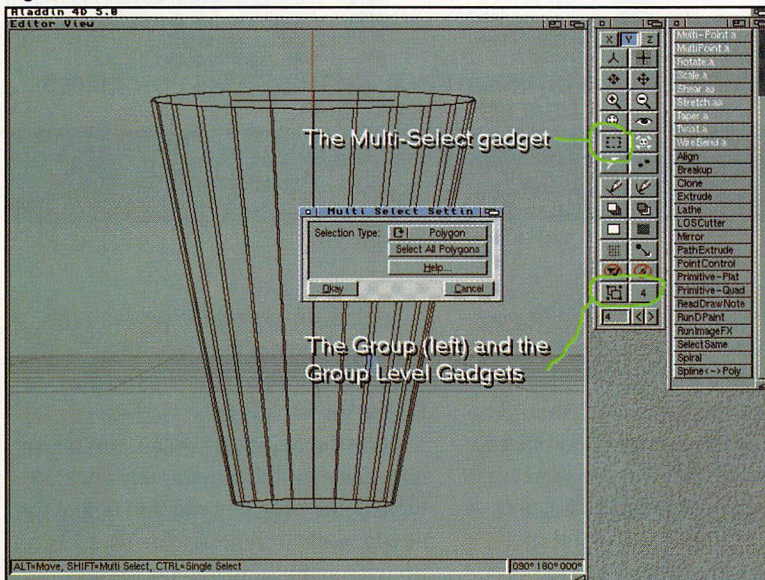 Aladdin 4D 5.0
Editor View
X Y Z
The Multi-Select gadget
Multi Select Settin
Selection Type: Polygon
Select All Polygons
Help...
Okay Cancel
The Group (left) and the
Group Level Gadgets
4
4 < >
Multi-Point.a
MultiPoint.a
Rotate.a
Scale.a
Shear.aa
Stretch.aa
Taper.a
Twist.a
WireBend.a
Align
Breakup
Clone
Extrude
Lathe
LOSCutter
Mirror
PathExtrude
PointControl
Primitive-Plat
Primitive-Quad
ReadDrawNote
RunDPaint
RunImageFX
SelectSame
Spiral
Spline<->Poly
ALT=Move, SHIFT=Multi Select, CTRL=Single Select
090° 180° 000°